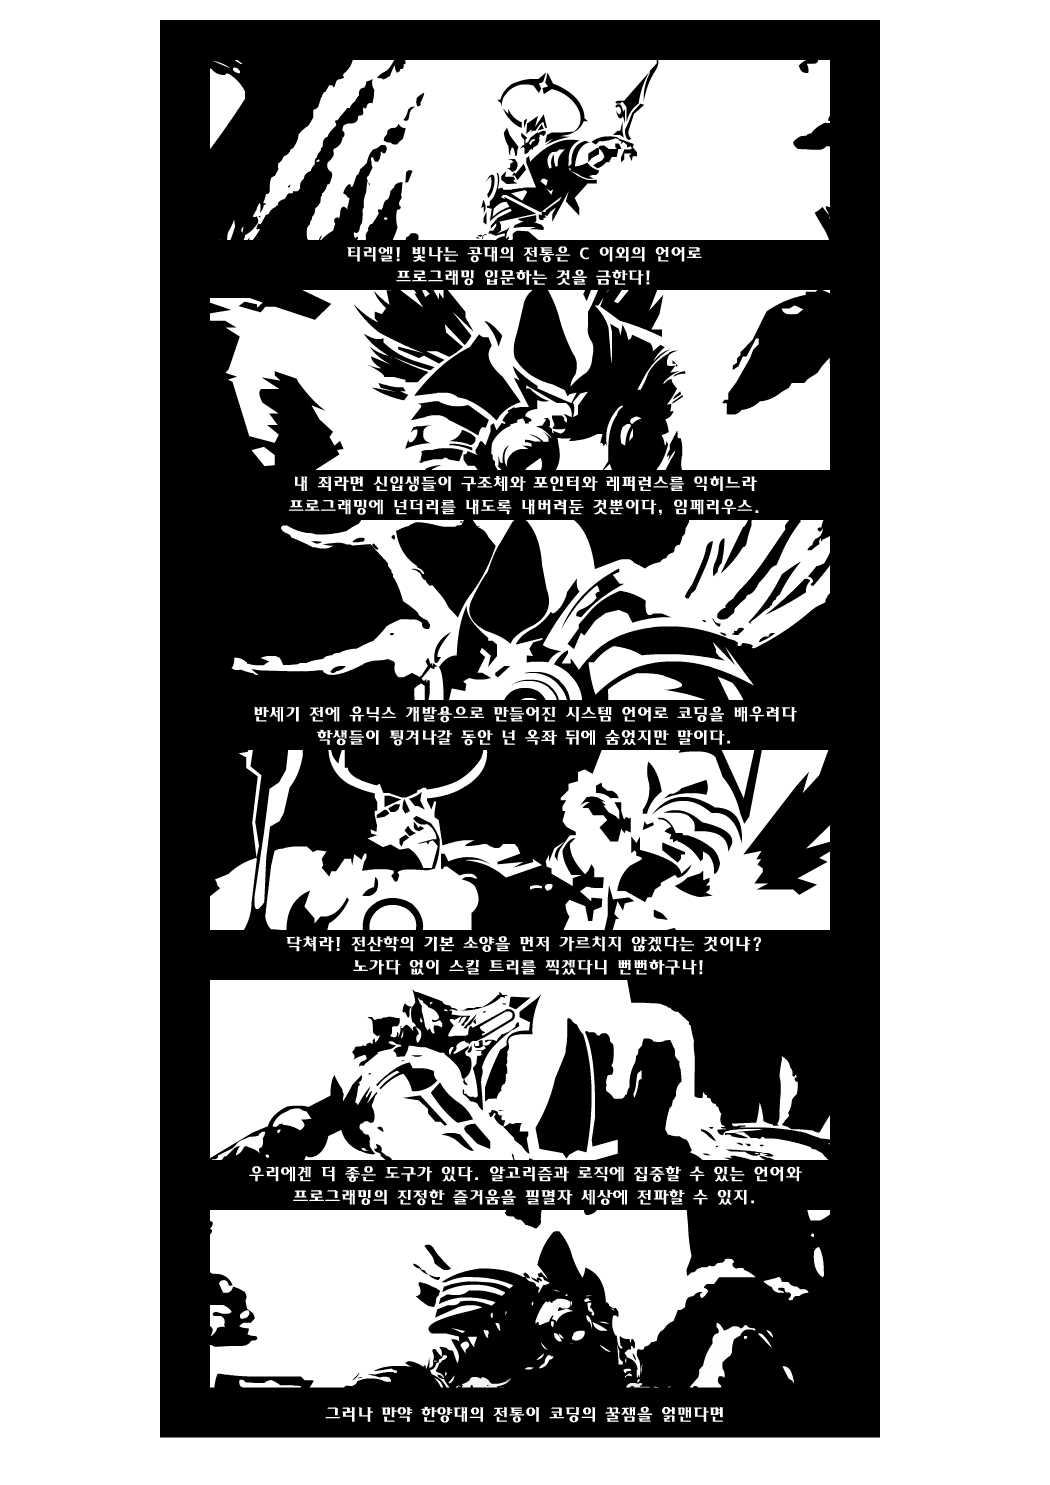 티리엘! 빛나는 공대의 전통은 C 이외의 언어로
프로그래밍 입문하는 것을 금한다!
내 죄라면 신입생들이 구조체와 포인터와 레퍼런스를 익히느라
프로그래밍에 넌더리를 내도록 내버려둔 것뿐이다, 임페리우스.
반세기 전에 유닉스 개발용으로 만들어진 시스템 언어로 코딩을 배우려다
학생들이 튕겨나갈 동안 넌 옥좌 뒤에 숨었지만 말이다.
닥쳐라! 전산학의 기본 소양을 먼저 가르치지 않겠다는 것이냐?
노가다 없이 스킬 트리를 찍겠다니 뻔뻔하구나!
우리에겐 더 좋은 도구가 있다. 알고리즘과 로직에 집중할 수 있는 언어와
프로그래밍의 진정한 즐거움을 필멸자 세상에 전파할 수 있지.
그러나 만약 한양대의 전통이 코딩의 꿀잼을 얽맨다면